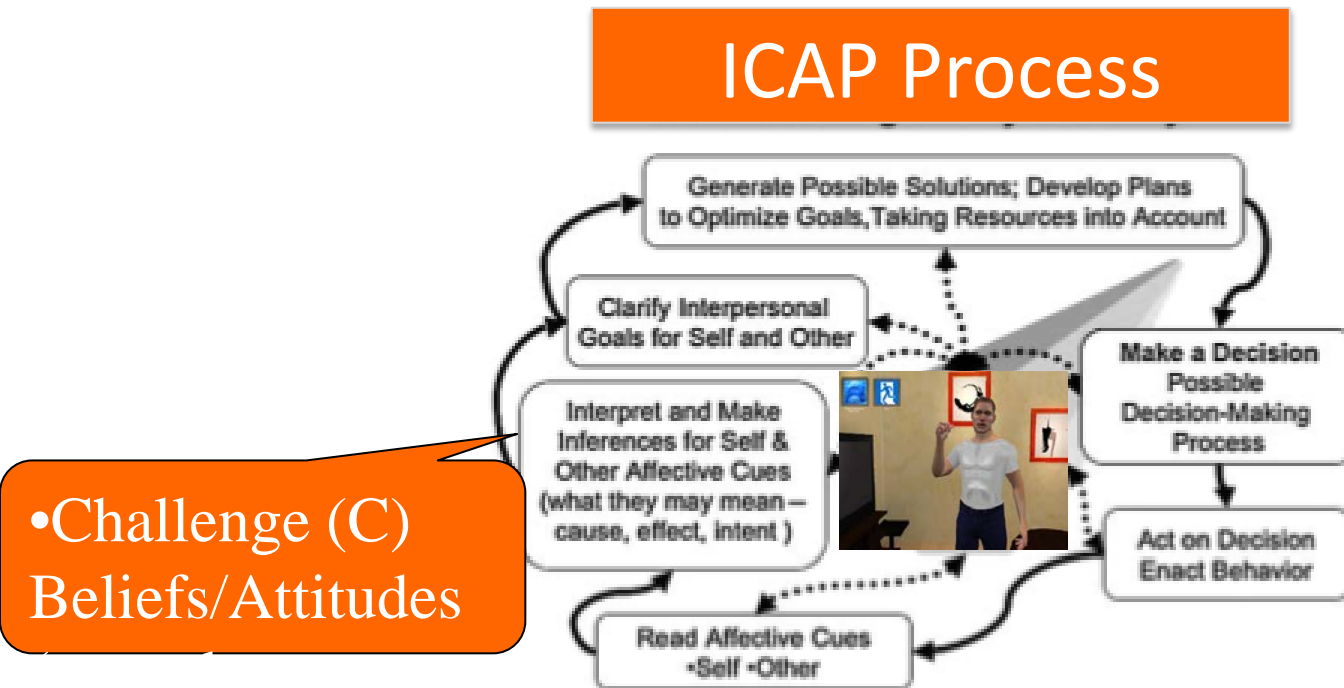 ICAP Process
Generate Possible Solutions; Develop Plans
to Optimize Goals,Taking Resources into Account
Clarify Interpersonal
Goals for Self and Other
Make a Decision
Possible
Decision-Making
Process
Interpret and Make
Inferences for Self &
Other Affective Cues
(what they may mean—
cause, effect, intent )
•Challenge (C)
Beliefs/Attitudes
Act on Decision
Enact Behavior
Read Affective Cues
•Self •Other